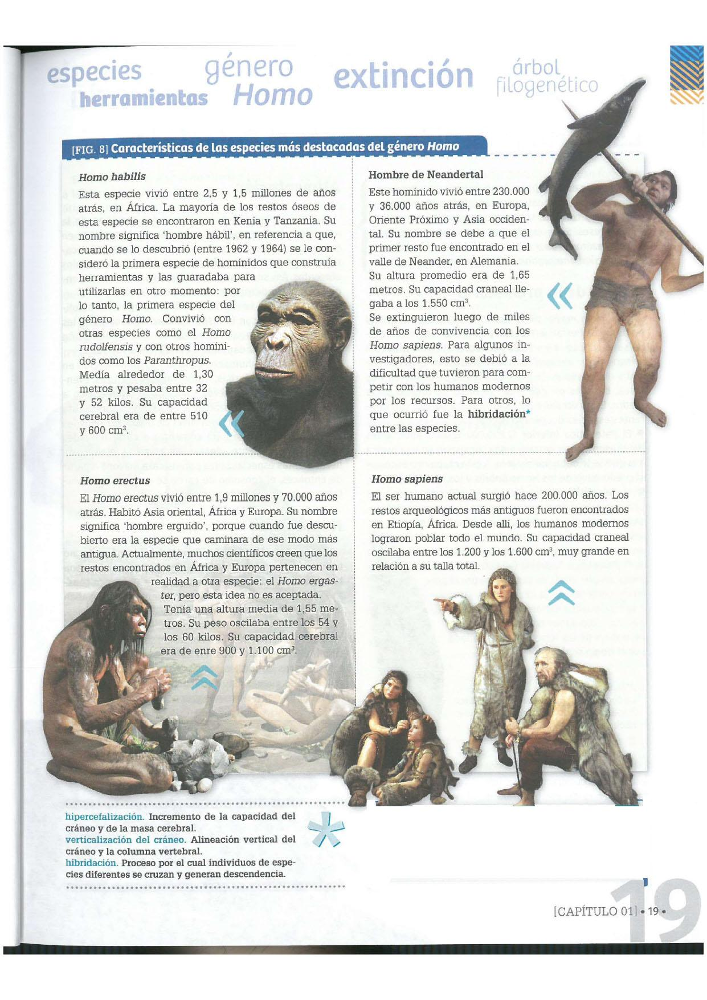 especies
género
herramientas
Homo
extinción
árbol
filogenético
[FIG. 8] Características de las especies más destacadas del género Homo
Homo habilis
Esta especie vivió entre 2,5 y 1,5 millones de años
atrás, en África. La mayoría de los restos óseos de
esta especie se encontraron en Kenia y Tanzania. Su
nombre significa ‘hombre hábil’, en referencia a que,
cuando se lo descubrió (entre 1962 y 1964) se le con-
sideró la primera especie de homínidos que construía
herramientas y las guaradaba para
utilizarlas en otro momento: por
lo tanto, la primera especie del
género Homo. Convivió con
otras especies como el Homo
rudolfensis y con otros homíni-
dos como los Paranthropus.
Medía alrededor de 1,30
metros y pesaba entre 32
y 52 kilos. Su capacidad
cerebral era de entre 510
y 600 cm³.
Hombre de Neandertal
Este homínido vivió entre 230.000
y 36.000 años atrás, en Europa,
Oriente Próximo y Asia occiden-
tal. Su nombre se debe a que el
primer resto fue encontrado en el
valle de Neander, en Alemania.
Su altura promedio era de 1,65
metros. Su capacidad craneal lle-
gaba a los 1.550 cm³.
Se extinguieron luego de miles
de años de convivencia con los
Homo sapiens. Para algunos in-
vestigadores, esto se debió a la
dificultad que tuvieron para com-
petir con los humanos modernos
por los recursos. Para otros, lo
que ocurrió fue la hibridación*
entre las especies.
Homo erectus
El Homo erectus vivió entre 1,9 millones y 70.000 años
atrás. Habitó Asia oriental, África y Europa. Su nombre
significa ‘hombre erguido’, porque cuando fue descu-
bierto era la especie que caminara de ese modo más
antigua. Actualmente, muchos científicos creen que los
restos encontrados en África y Europa pertenecen en
realidad a otra especie: el Homo ergas-
ter, pero esta idea no es aceptada.
Tenía una altura media de 1,55 me-
tros. Su peso oscilaba entre los 54 y
los 60 kilos. Su capacidad cerebral
era de enre 900 y 1.100 cm³.
Homo sapiens
El ser humano actual surgió hace 200.000 años. Los
restos arqueológicos más antiguos fueron encontrados
en Etiopía, África. Desde allí, los humanos modernos
lograron poblar todo el mundo. Su capacidad craneal
oscilaba entre los 1.200 y los 1.600 cm³, muy grande en
relación a su talla total.
hipercefalización. Incremento de la capacidad del
cráneo y de la masa cerebral.
verticalización del cráneo. Alineación vertical del
cráneo y la columna vertebral.
hibridación. Proceso por el cual individuos de espe-
cies diferentes se cruzan y generan descendencia.
*
19
[CAPÍTULO 01] • 19 •